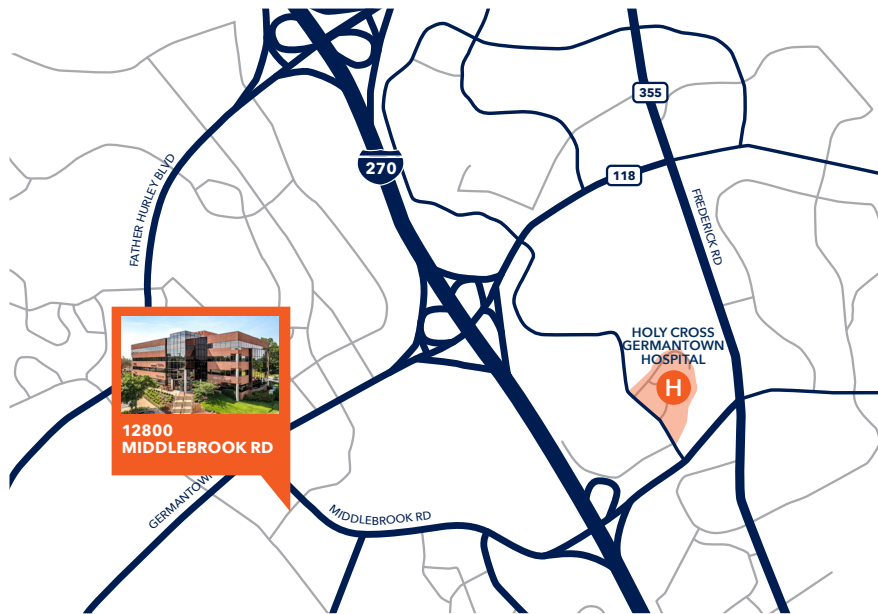 355
270
118
FATHER HURLEY BLVD
FREDERICK RD
HOLY CROSS
GERMANTOWN
HOSPITAL
H
12800
MIDDLEBROOK RD
GERMANTOWN
MIDDLEBROOK RD